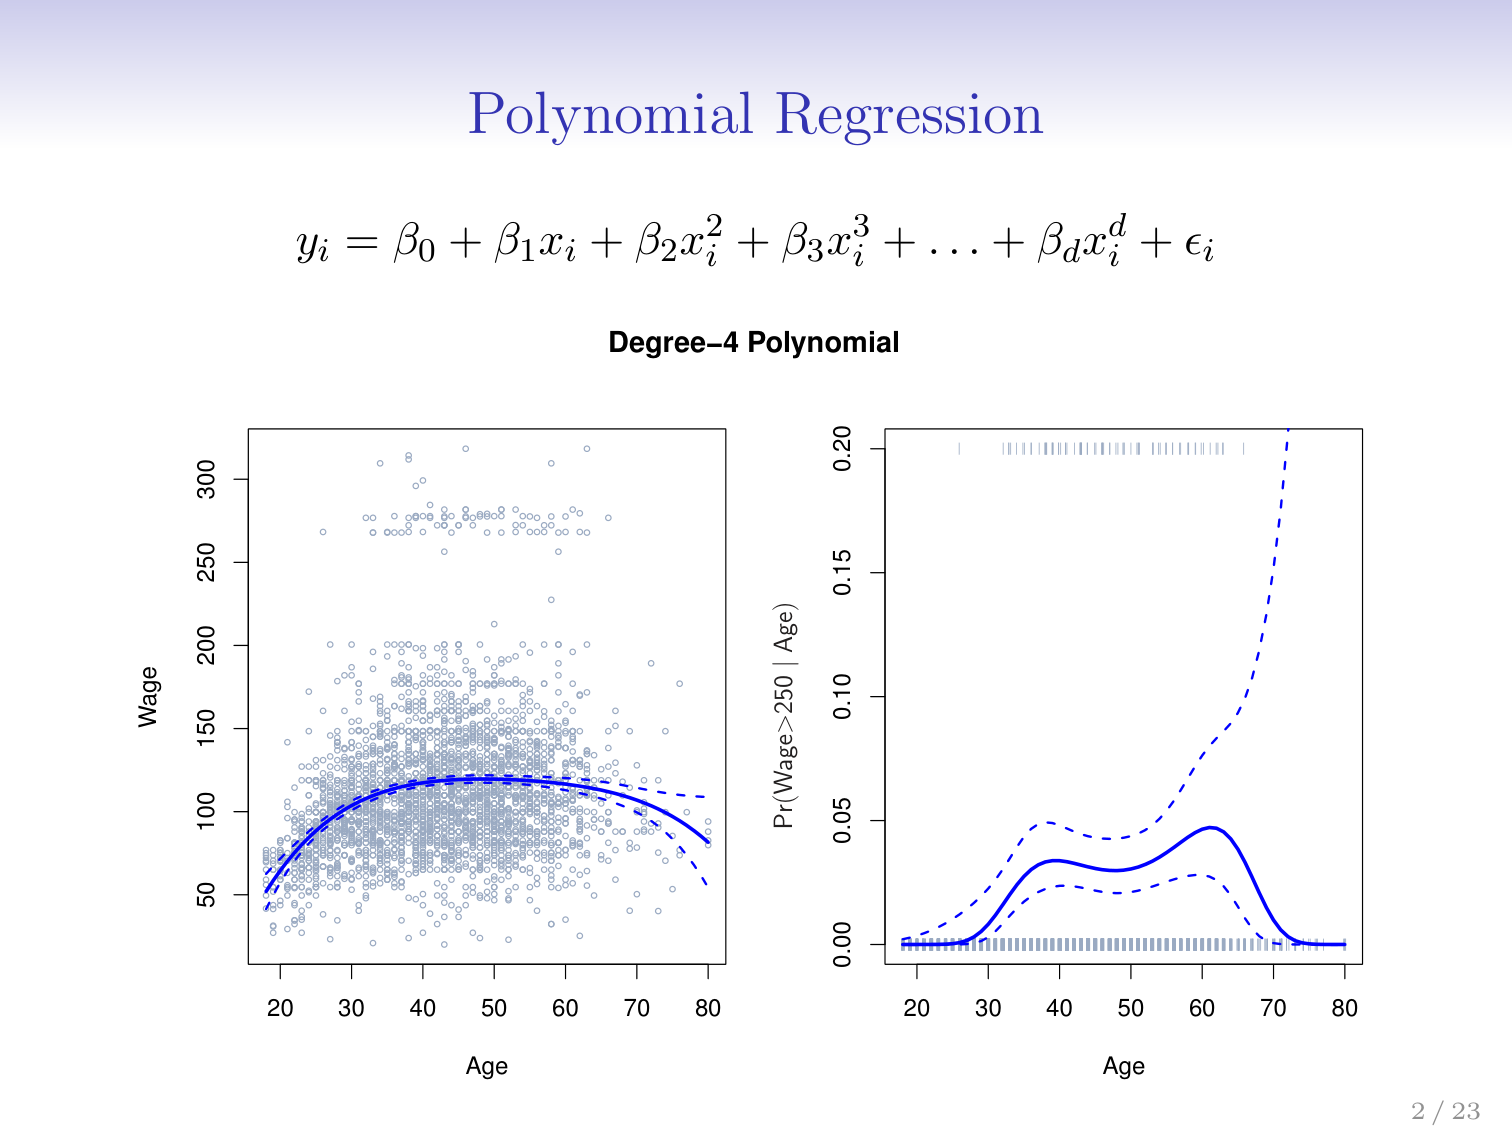 Polynomial Regression
yᵢ = β₀ + β₁xᵢ + β₂xᵢ² + β₃xᵢ³ + … + β_d xᵢᵈ + ϵᵢ
Degree−4 Polynomial
50 100 150 200 250 300
Wage
20 30 40 50 60 70 80
Age
0.00 0.05 0.10 0.15 0.20
Pr(Wage>250 | Age)
20 30 40 50 60 70 80
Age
2 / 23